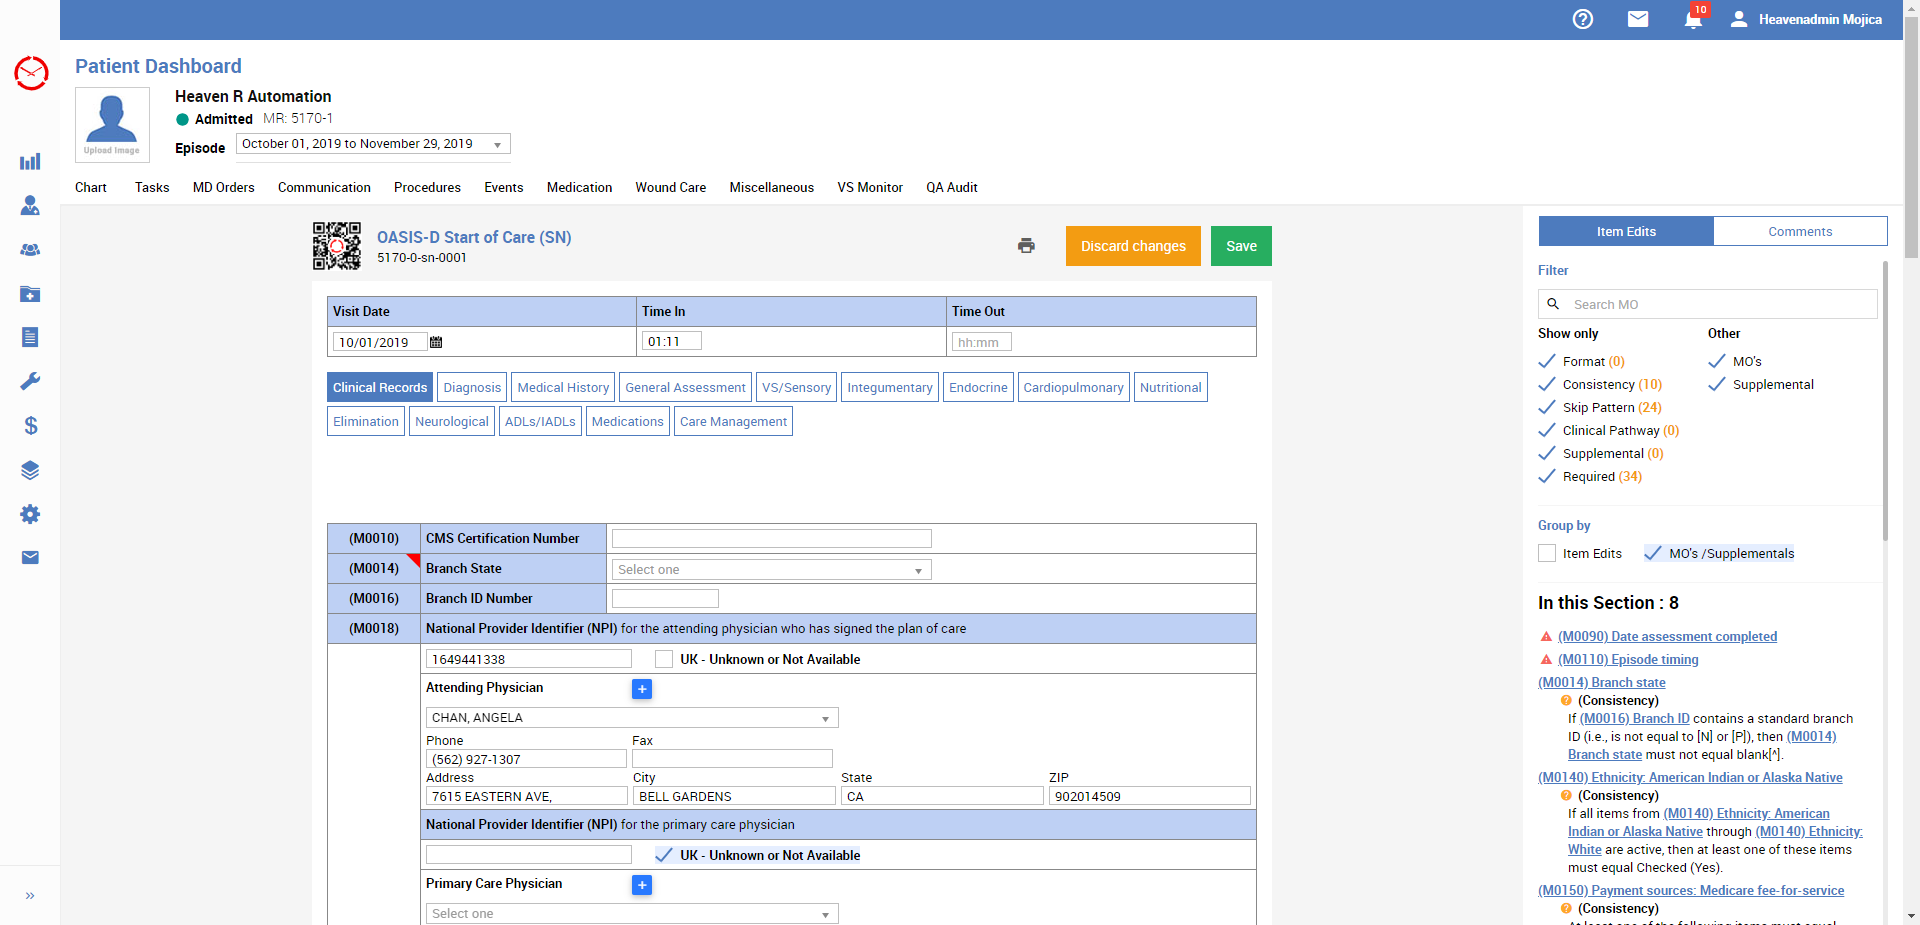 10
Heavenadmin Mojica
Patient Dashboard
Upload Image
Heaven R Automation
Admitted MR: 5170-1
Episode October 01, 2019 to November 29, 2019
Chart Tasks MD Orders Communication Procedures Events Medication Wound Care Miscellaneous VS Monitor QA Audit
OASIS-D Start of Care (SN)
5170-0-sn-0001
Discard changes Save
Visit Date Time In Time Out
10/01/2019 01:11 hh:mm
Clinical Records Diagnosis Medical History General Assessment VS/Sensory Integumentary Endocrine Cardiopulmonary Nutritional
Elimination Neurological ADLs/IADLs Medications Care Management
(M0010) CMS Certification Number
(M0014) Branch State Select one
(M0016) Branch ID Number
(M0018) National Provider Identifier (NPI) for the attending physician who has signed the plan of care
1649441338 UK - Unknown or Not Available
Attending Physician +
CHAN, ANGELA
Phone Fax
(562) 927-1307
Address City State ZIP
7615 EASTERN AVE, BELL GARDENS CA 902014509
National Provider Identifier (NPI) for the primary care physician
UK - Unknown or Not Available
Primary Care Physician +
Select one
Item Edits Comments
Filter
Search MO
Show only Other
Format (0) MO's
Consistency (10) Supplemental
Skip Pattern (24)
Clinical Pathway (0)
Supplemental (0)
Required (34)
Group by
Item Edits MO's /Supplementals
In this Section : 8
(M0090) Date assessment completed
(M0110) Episode timing
(M0014) Branch state
(Consistency)
If (M0016) Branch ID contains a standard branch
ID (i.e., is not equal to [N] or [P]), then (M0014)
Branch state must not equal blank[^].
(M0140) Ethnicity: American Indian or Alaska Native
(Consistency)
If all items from (M0140) Ethnicity: American
Indian or Alaska Native through (M0140) Ethnicity:
White are active, then at least one of these items
must equal Checked (Yes).
(M0150) Payment sources: Medicare fee-for-service
(Consistency)
At least one of the following items must equal